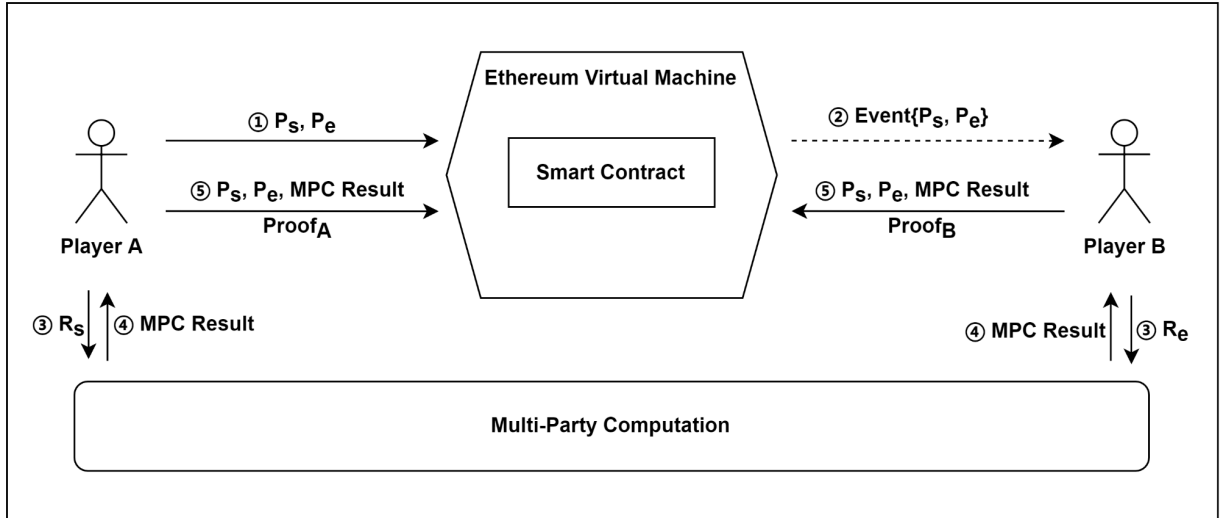 Ethereum Virtual Machine
① Ps, Pe
② Event{Ps, Pe}
Smart Contract
⑤ Ps, Pe, MPC Result
ProofA
⑤ Ps, Pe, MPC Result
ProofB
Player A
Player B
③ Rs
④ MPC Result
④ MPC Result
③ Re
Multi-Party Computation